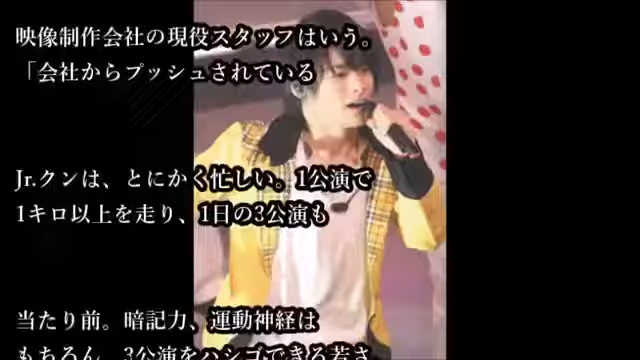 映像制作会社の現役スタッフはいう。
「会社からプッシュされている
Jr.クンは、とにかく忙しい。1公演で
1キロ以上を走り、1日の3公演も
当たり前。暗記力、運動神経は
もちろん、3公演をハシゴできる若さ